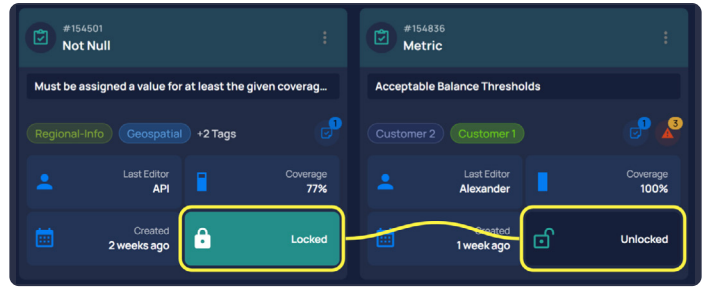 #154501
Not Null
Must be assigned a value for at least the given coverag...
Regional-Info Geospatial +2 Tags 1
Last Editor
API
Coverage
77%
Created
2 weeks ago
Locked
#154836
Metric
Acceptable Balance Thresholds
Customer 2 Customer 1 1 3
Last Editor
Alexander
Coverage
100%
Created
1 week ago
Unlocked